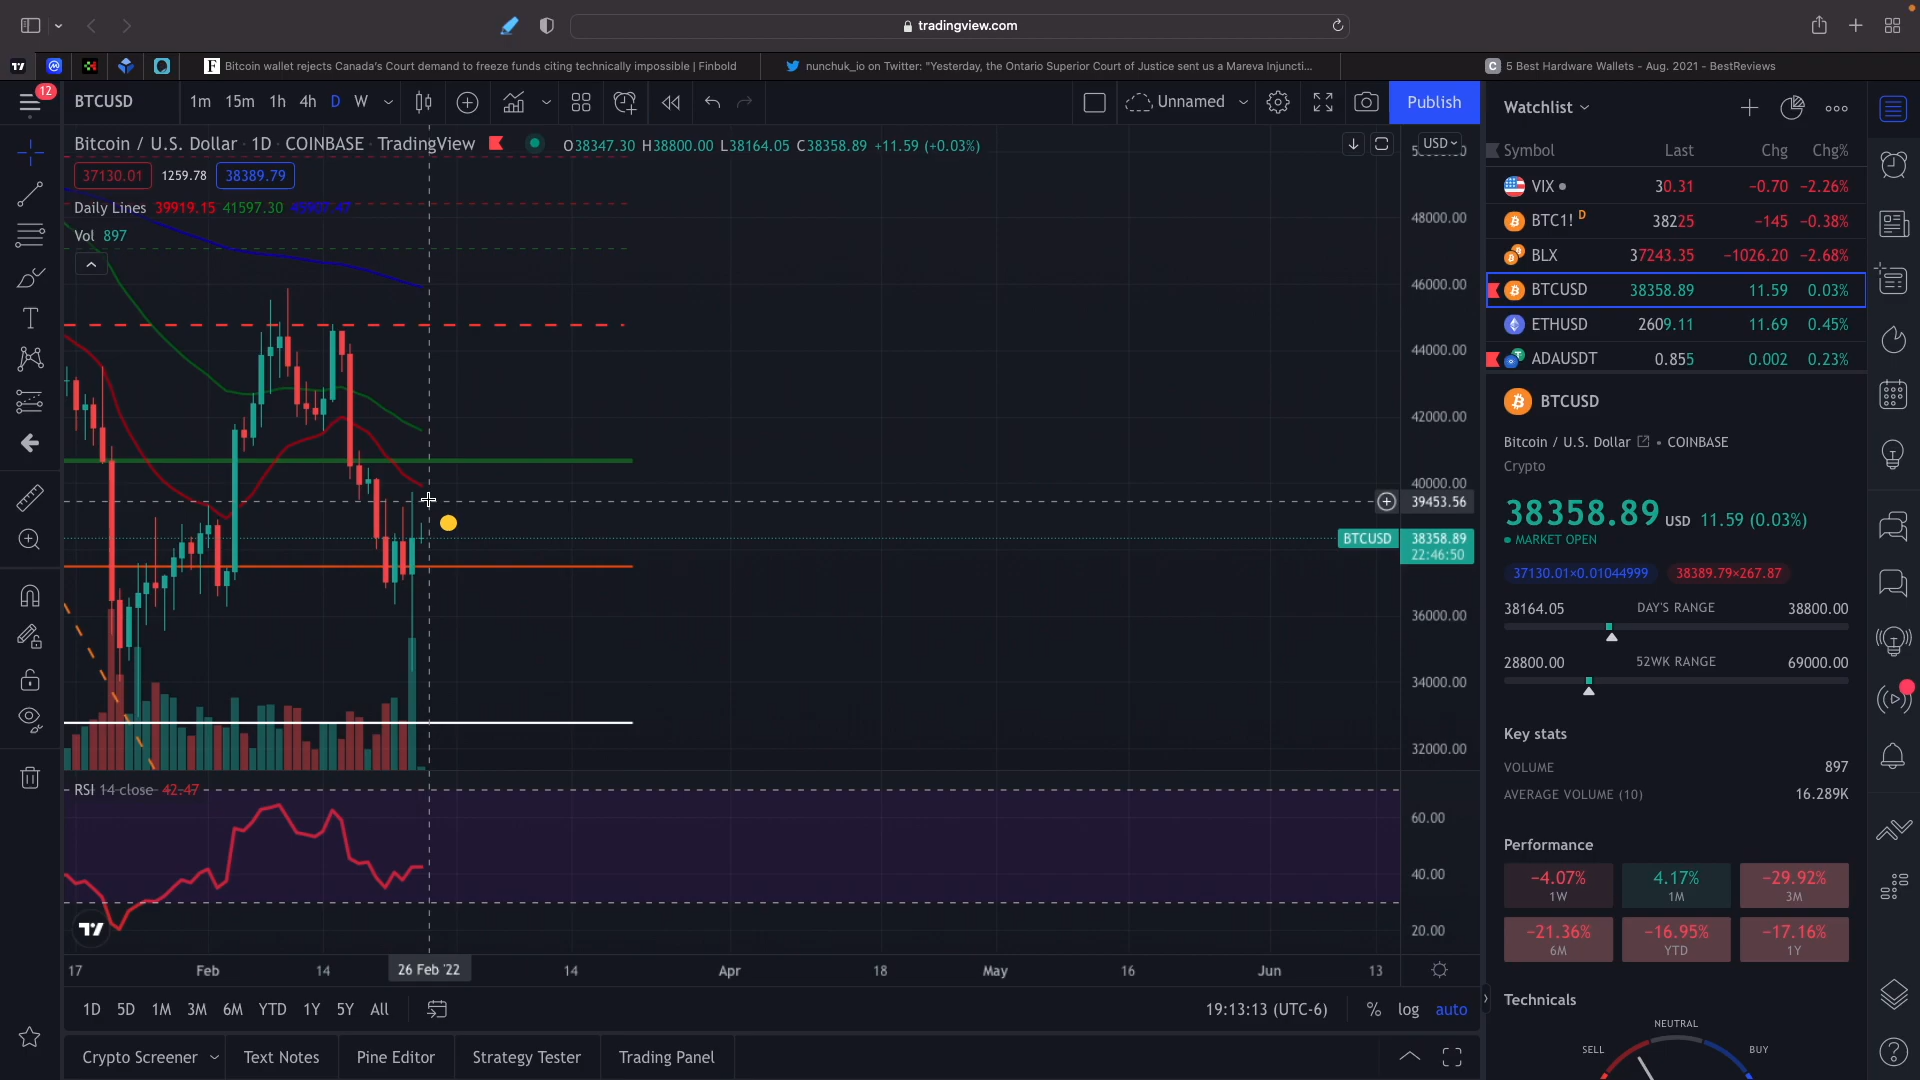 tradingview.com
Bitcoin wallet rejects Canada's Court demand to freeze funds citing technically impossible | Finbold
nunchuk_io on Twitter: "Yesterday, the Ontario Superior Court of Justice sent us a Mareva Injuncti...
5 Best Hardware Wallets – Aug. 2021 – BestReviews
12
BTCUSD 1m 15m 1h 4h D W
Unnamed
Publish
Bitcoin / U.S. Dollar · 1D · COINBASE · TradingView
O38347.30 H38800.00 L38164.05 C38358.89 +11.59 (+0.03%)
37130.01 1259.78 38389.79
Daily Lines 39919.15 41597.30
Vol 897
USD
48000.00
46000.00
44000.00
42000.00
40000.00
39453.56
BTCUSD 38358.89
22:46:50
36000.00
34000.00
32000.00
RSI 14 close 42.47
60.00
40.00
20.00
17 Feb 14 26 Feb '22 14 Apr 18 May 16 Jun 13
1D 5D 1M 3M 6M YTD 1Y 5Y All
19:13:13 (UTC-6) % log auto
Crypto Screener Text Notes Pine Editor Strategy Tester Trading Panel
Watchlist
Symbol Last Chg Chg%
VIX 30.31 −0.70 −2.26%
BTC1! D 38225 −145 −0.38%
BLX 37243.35 −1026.20 −2.68%
BTCUSD 38358.89 11.59 0.03%
ETHUSD 2609.11 11.69 0.45%
ADAUSDT 0.855 0.002 0.23%
BTCUSD
Bitcoin / U.S. Dollar • COINBASE
Crypto
38358.89 USD 11.59 (0.03%)
MARKET OPEN
37130.01×0.01044999 38389.79×267.87
38164.05 DAY'S RANGE 38800.00
28800.00 52WK RANGE 69000.00
Key stats
VOLUME 897
AVERAGE VOLUME (10) 16.289K
Performance
−4.07% 4.17% −29.92%
1W 1M 3M
−21.36% −16.95% −17.16%
6M YTD 1Y
Technicals
NEUTRAL
SELL BUY